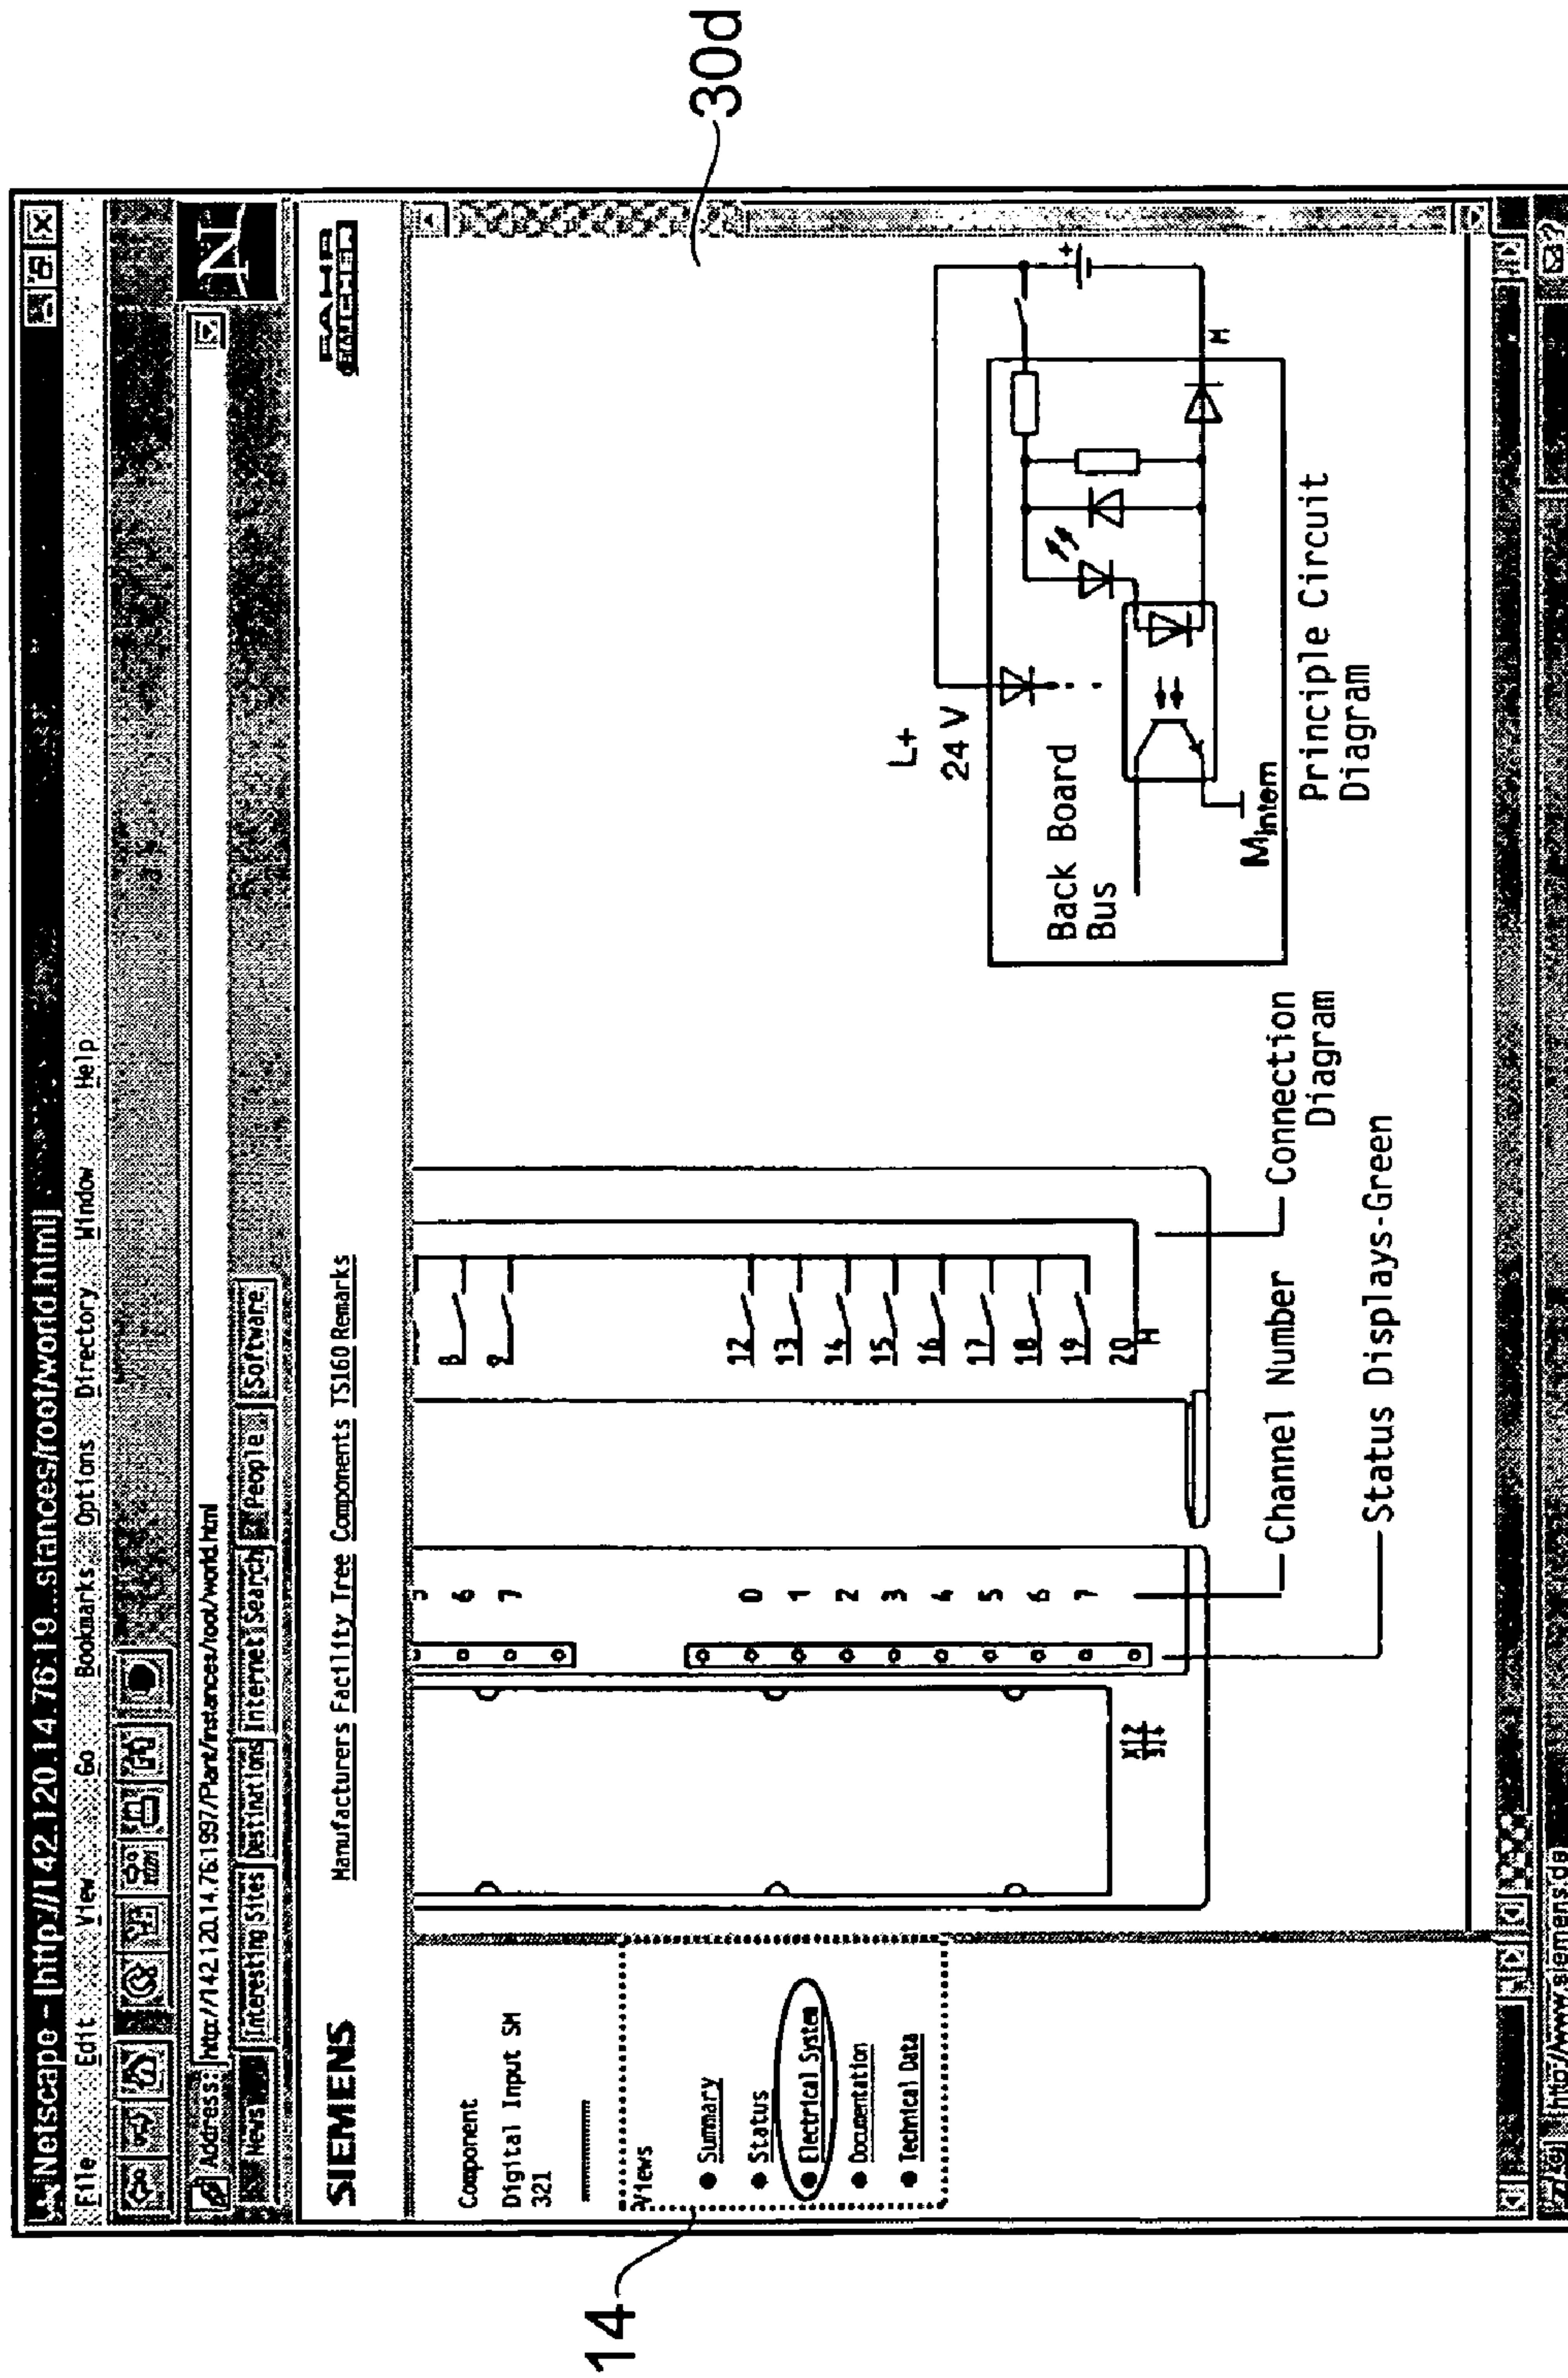 30d
Netscape - [http://142.120.14.76:19...stances/root/world.html]
File Edit View Go Bookmarks Options Directory Window Help
Address: http://142.120.14.76:1997/Plant/instances/root/world.html
N
News Interesting Sites Destinations Internet Search People Software
SIEMENS
Manufacturers Facility Tree Components TS160 Remarks
Component
Digital Input SM
321
14
Views
Summary
Status
Electrical System
Documentation
Technical Data
5
6
7
0
1
2
3
4
5
6
7
8
9
12
13
14
15
16
17
18
19
20
M
Channel Number
Status Displays-Green
Connection
Diagram
L+
24 V
Back Board
Bus
Mintern
M
+
Principle Circuit
Diagram
http://www.siemens.de